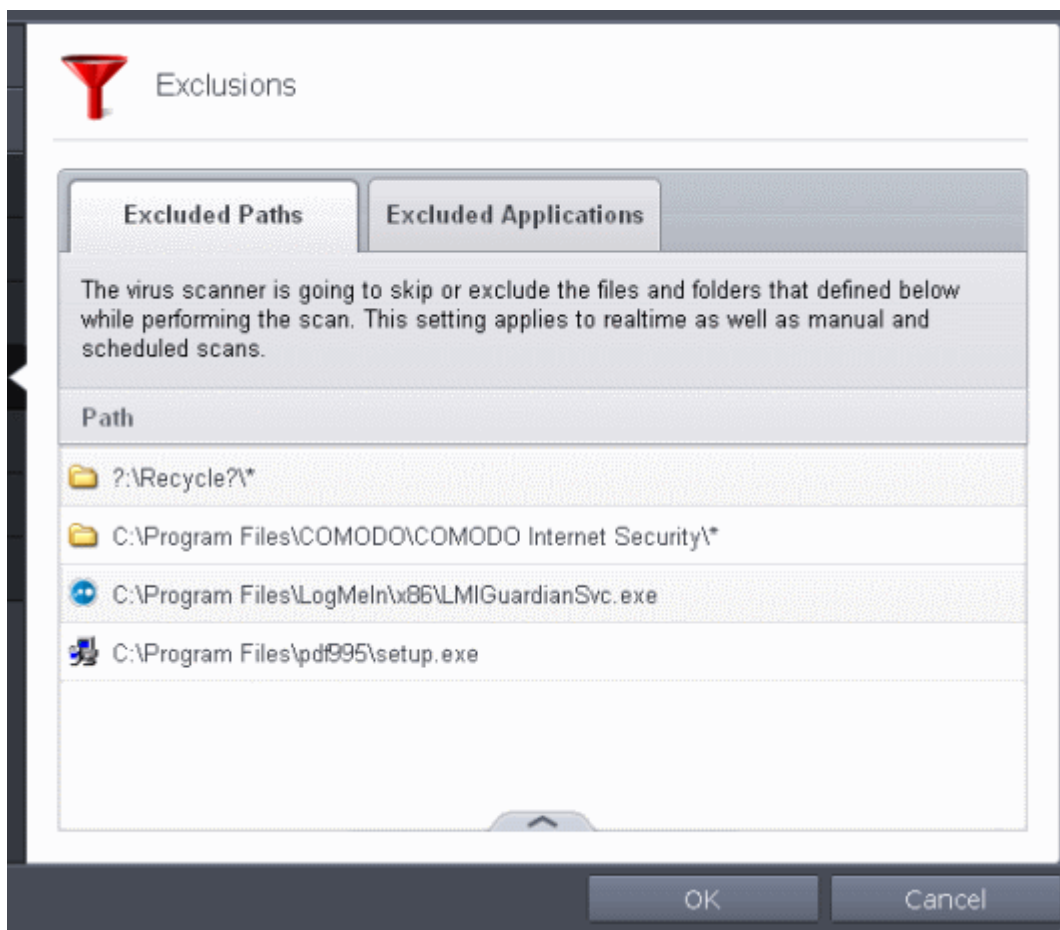 Exclusions
Excluded Paths
Excluded Applications
The virus scanner is going to skip or exclude the files and folders that defined below
while performing the scan. This setting applies to realtime as well as manual and
scheduled scans.
Path
?:\Recycle?\*
C:\Program Files\COMODO\COMODO Internet Security\*
C:\Program Files\LogMeIn\x86\LMIGuardianSvc.exe
C:\Program Files\pdf995\setup.exe
OK
Cancel